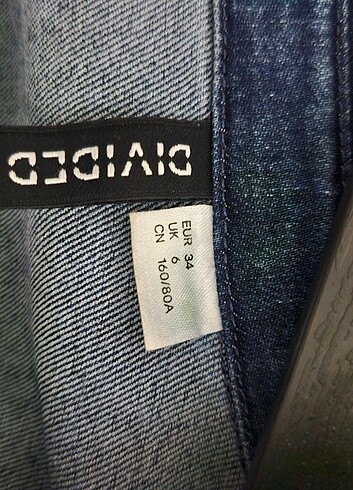 DIVIDED
EUR 34
UK 6
CN 160/80A